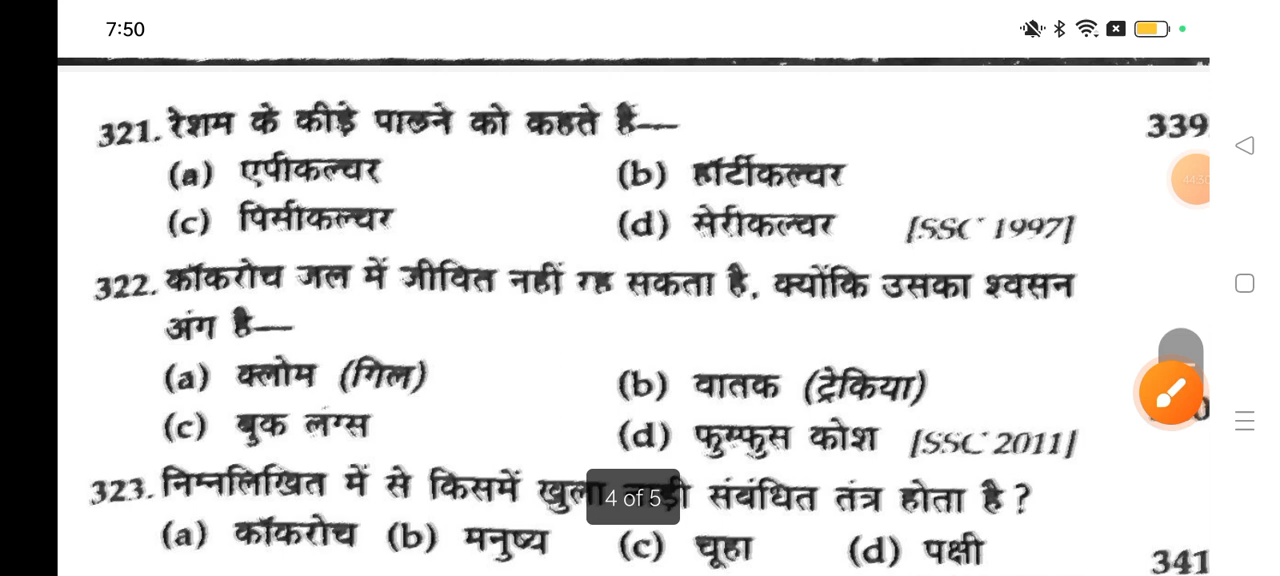 7:50
321. रेशम के कीड़े पालने को कहते हैं—
339
(a) एपीकल्चर (b) हॉर्टीकल्चर
44:30
(c) पिसीकल्चर (d) सेरीकल्चर [SSC 1997]
322. कॉकरोच जल में जीवित नहीं रह सकता है, क्योंकि उसका श्वसन
अंग है—
(a) क्लोम (गिल) (b) वातक (ट्रेकिया)
(c) बुक लंग्स (d) फुफ्फुस कोश [SSC 2011]
323. निम्नलिखित में से किसमें खुला संबंधित तंत्र होता है?
4 of 5
(a) कॉकरोच (b) मनुष्य (c) चूहा (d) पक्षी
341